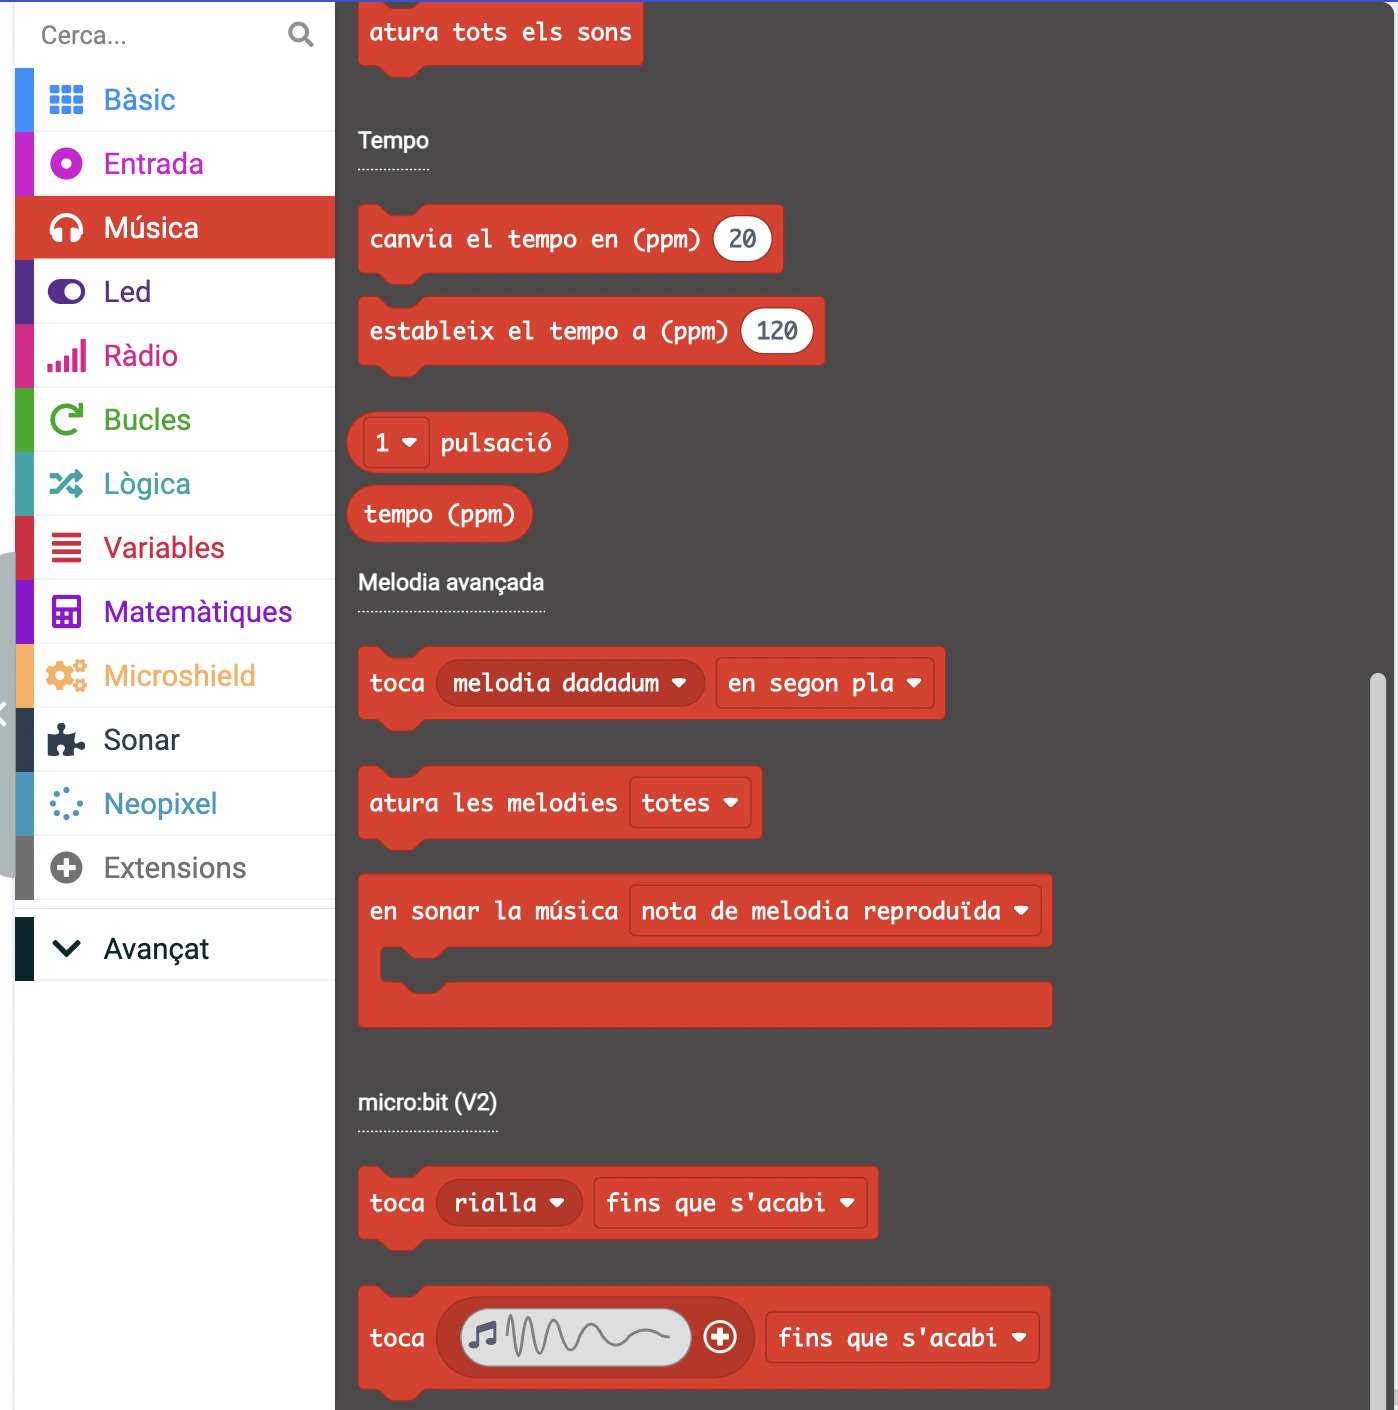 Cerca...
Bàsic
Entrada
Música
Led
Ràdio
Bucles
Lògica
Variables
Matemàtiques
Microshield
Sonar
Neopixel
Extensions
Avançat
atura tots els sons
Tempo
canvia el tempo en (ppm) 20
estableix el tempo a (ppm) 120
1 pulsació
tempo (ppm)
Melodia avançada
toca melodia dadadum en segon pla
atura les melodies totes
en sonar la música nota de melodia reproduïda
micro:bit (V2)
toca rialla fins que s'acabi
toca fins que s'acabi